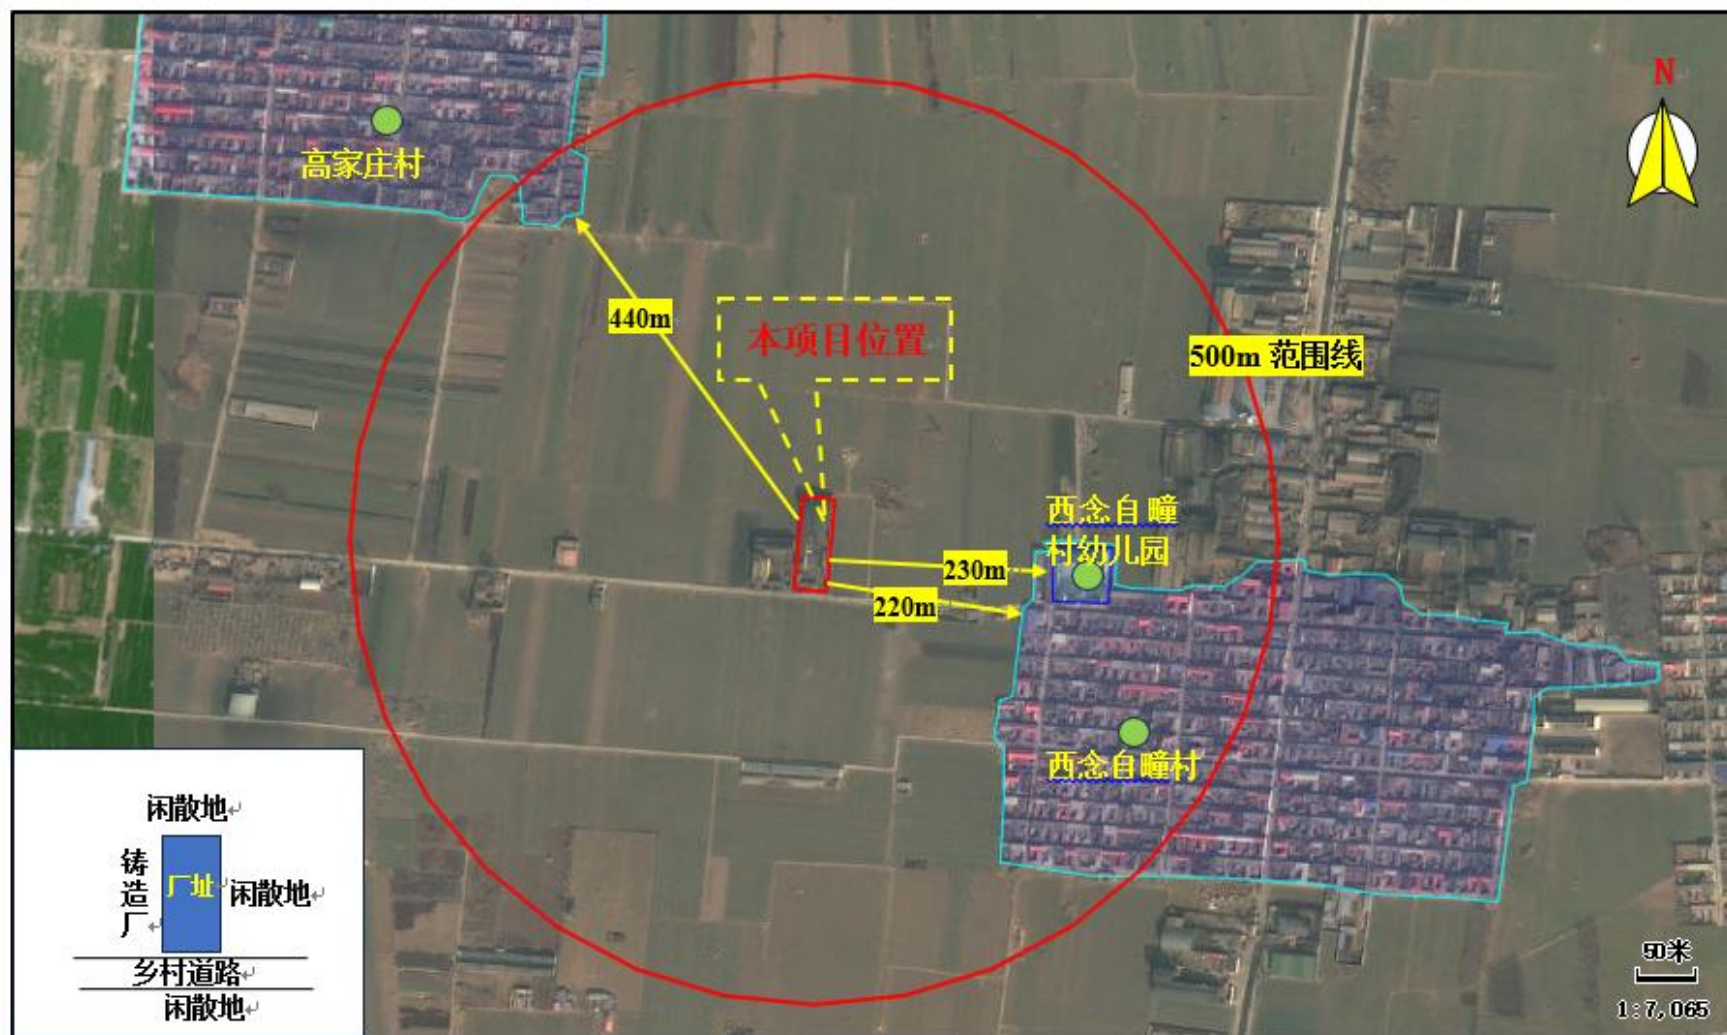 N
高家庄村
440m
本项目位置
500m 范围线
西念自疃
村幼儿园
230m
220m
西念自疃村
闲散地
铸造厂
厂址
闲散地
乡村道路
闲散地
50米
1:7,065